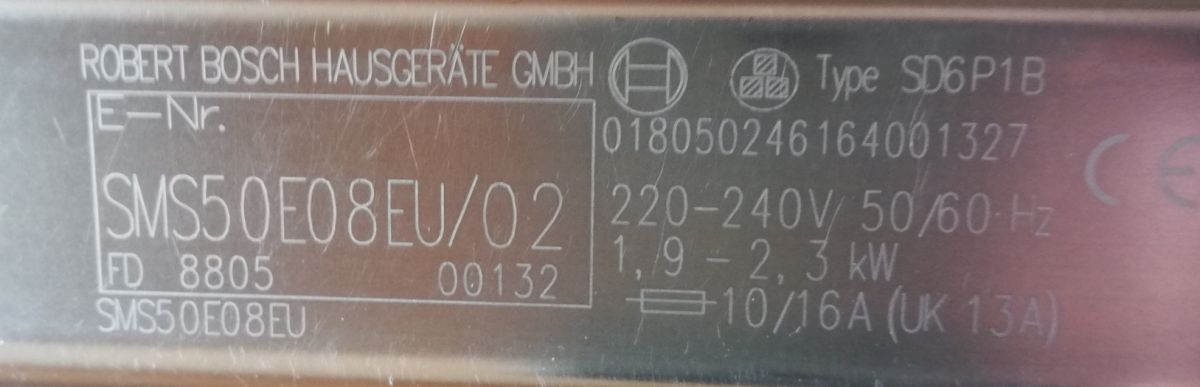 ROBERT BOSCH HAUSGERÄTE GMBH
E-Nr.
SMS50E08EU/02
FD 8805 00132
SMS50E08EU
Type SD6P1B
018050246164001327
220-240V 50/60 Hz
1,9 - 2,3 kW
10/16A (UK 13A)
CE